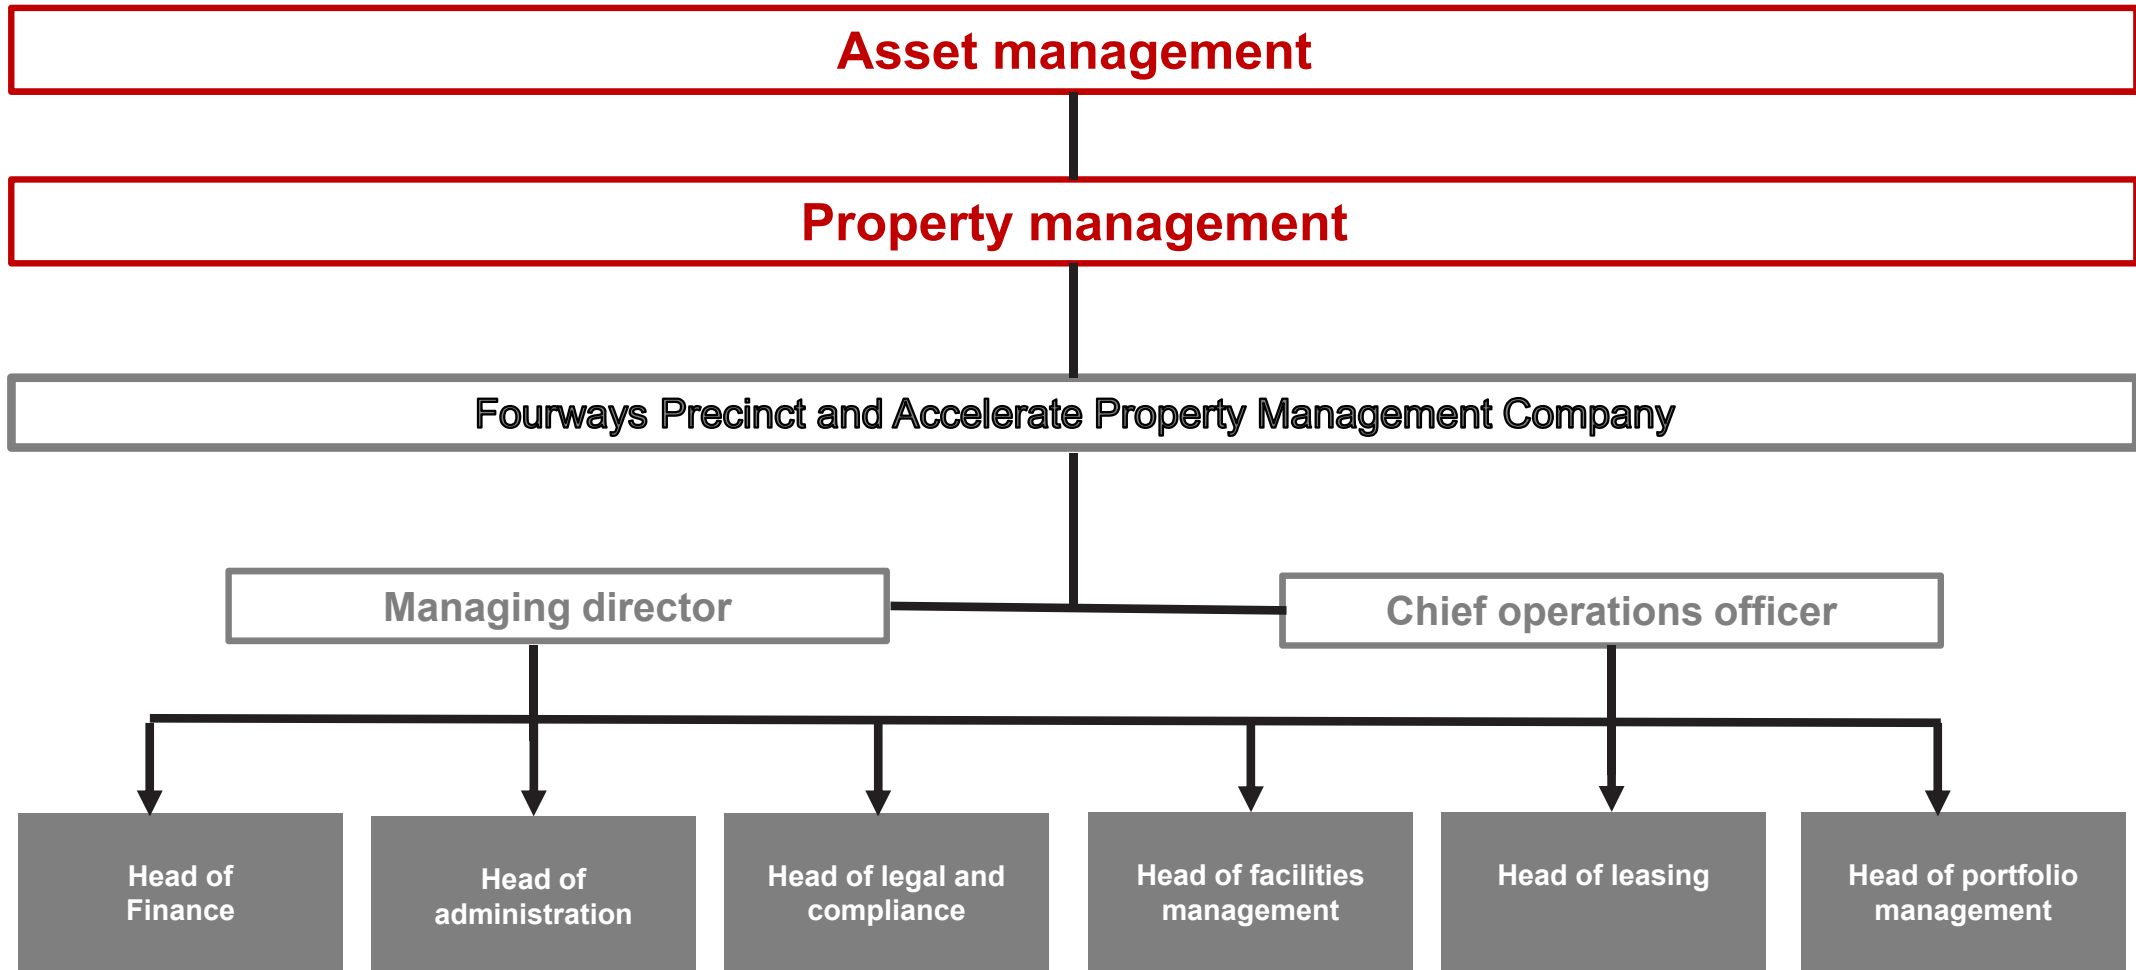 Asset management
Property management
Fourways Precinct and Accelerate Property Management Company
Managing director
Chief operations officer
Head of
Finance
Head of
administration
Head of legal and
compliance
Head of facilities
management
Head of leasing
Head of portfolio
management